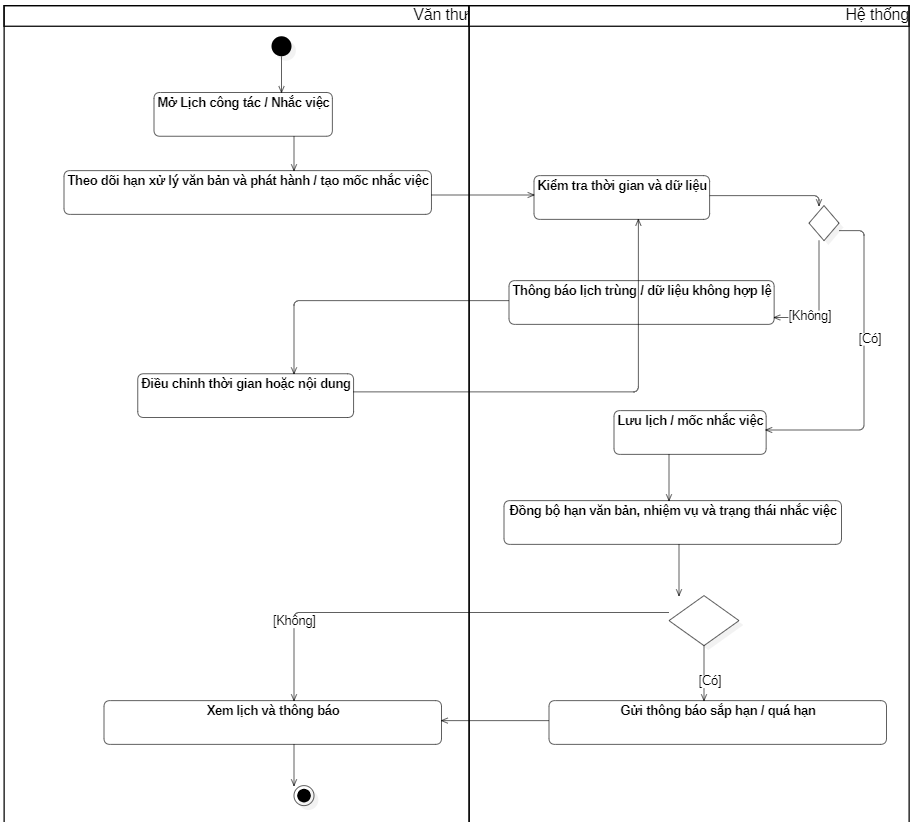 Văn thư
Hệ thống
Mở Lịch công tác / Nhắc việc
Theo dõi hạn xử lý văn bản và phát hành / tạo mốc nhắc việc
Kiểm tra thời gian và dữ liệu
Thông báo lịch trùng / dữ liệu không hợp lệ
[Không]
[Có]
Điều chỉnh thời gian hoặc nội dung
Lưu lịch / mốc nhắc việc
Đồng bộ hạn văn bản, nhiệm vụ và trạng thái nhắc việc
[Không]
[Có]
Xem lịch và thông báo
Gửi thông báo sắp hạn / quá hạn